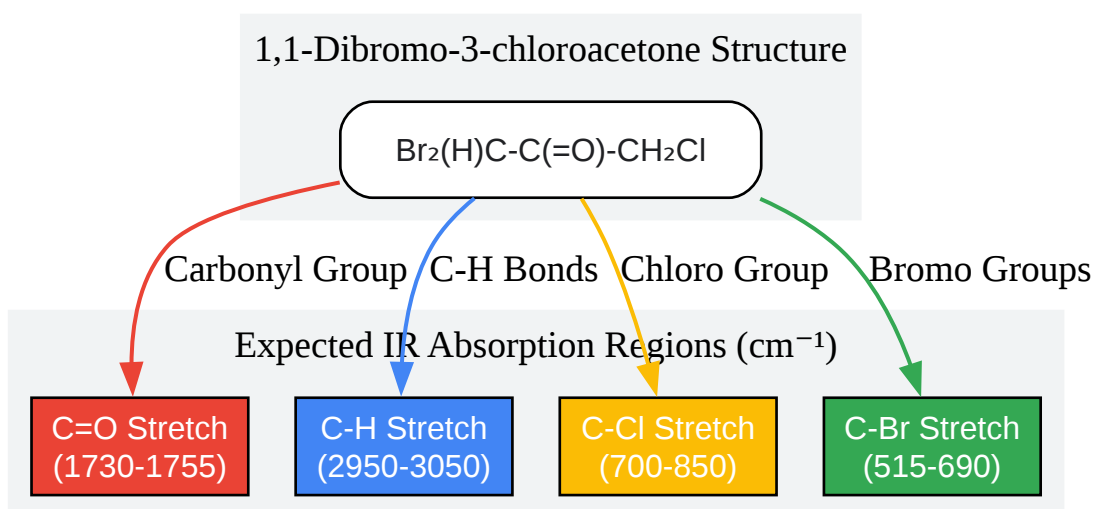 1,1-Dibromo-3-chloroacetone Structure
Br₂(H)C-C(=O)-CH₂Cl
Carbonyl Group
C-H Bonds
Chloro Group
Bromo Groups
Expected IR Absorption Regions (cm⁻¹)
C=O Stretch
(1730-1755)
C-H Stretch
(2950-3050)
C-Cl Stretch
(700-850)
C-Br Stretch
(515-690)